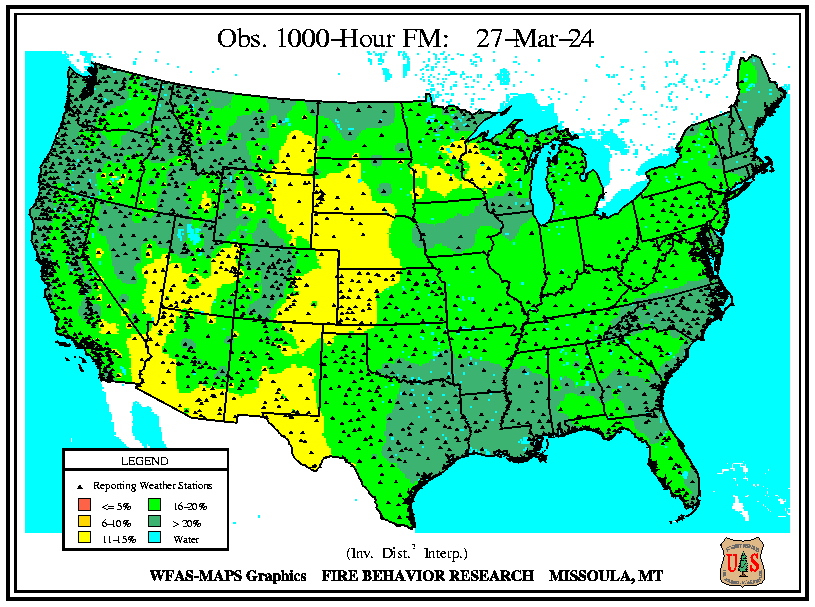 Obs. 1000-Hour FM: 27-Mar-24
LEGEND
Reporting Weather Stations
<= 5%
6-10%
11-15%
16-20%
> 20%
Water
(Inv. Dist.² Interp.)
WFAS-MAPS Graphics FIRE BEHAVIOR RESEARCH MISSOULA, MT
U S